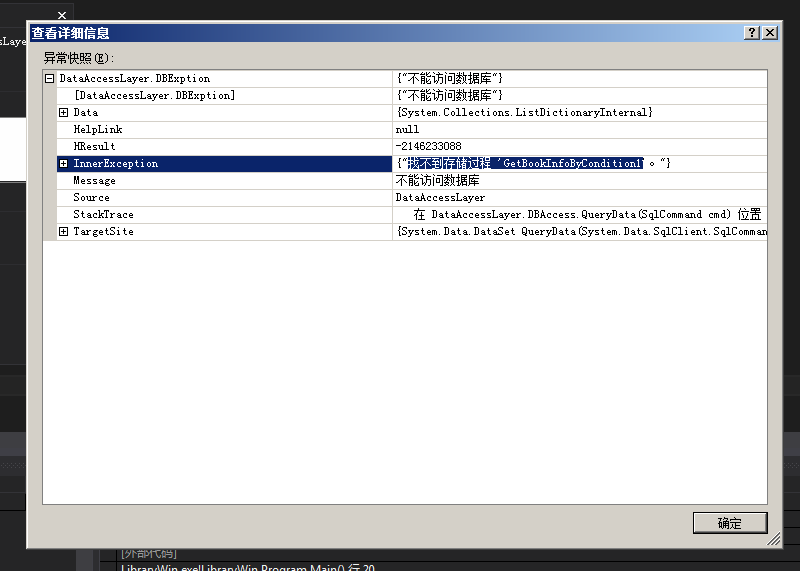 查看详细信息
sLaye
异常快照(E):
DataAccessLayer.DBExption {"不能访问数据库"}
[DataAccessLayer.DBExption] {"不能访问数据库"}
Data {System.Collections.ListDictionaryInternal}
HelpLink null
HResult -2146233088
InnerException {"找不到存储过程 'GetBookInfoByCondition1'。"}
Message 不能访问数据库
Source DataAccessLayer
StackTrace 在 DataAccessLayer.DBAccess.QueryData(SqlCommand cmd) 位置
TargetSite {System.Data.DataSet QueryData(System.Data.SqlClient.SqlComman
确定
[外部代码]
LibraryWin.exe!LibraryWin.Program.Main() 行 20